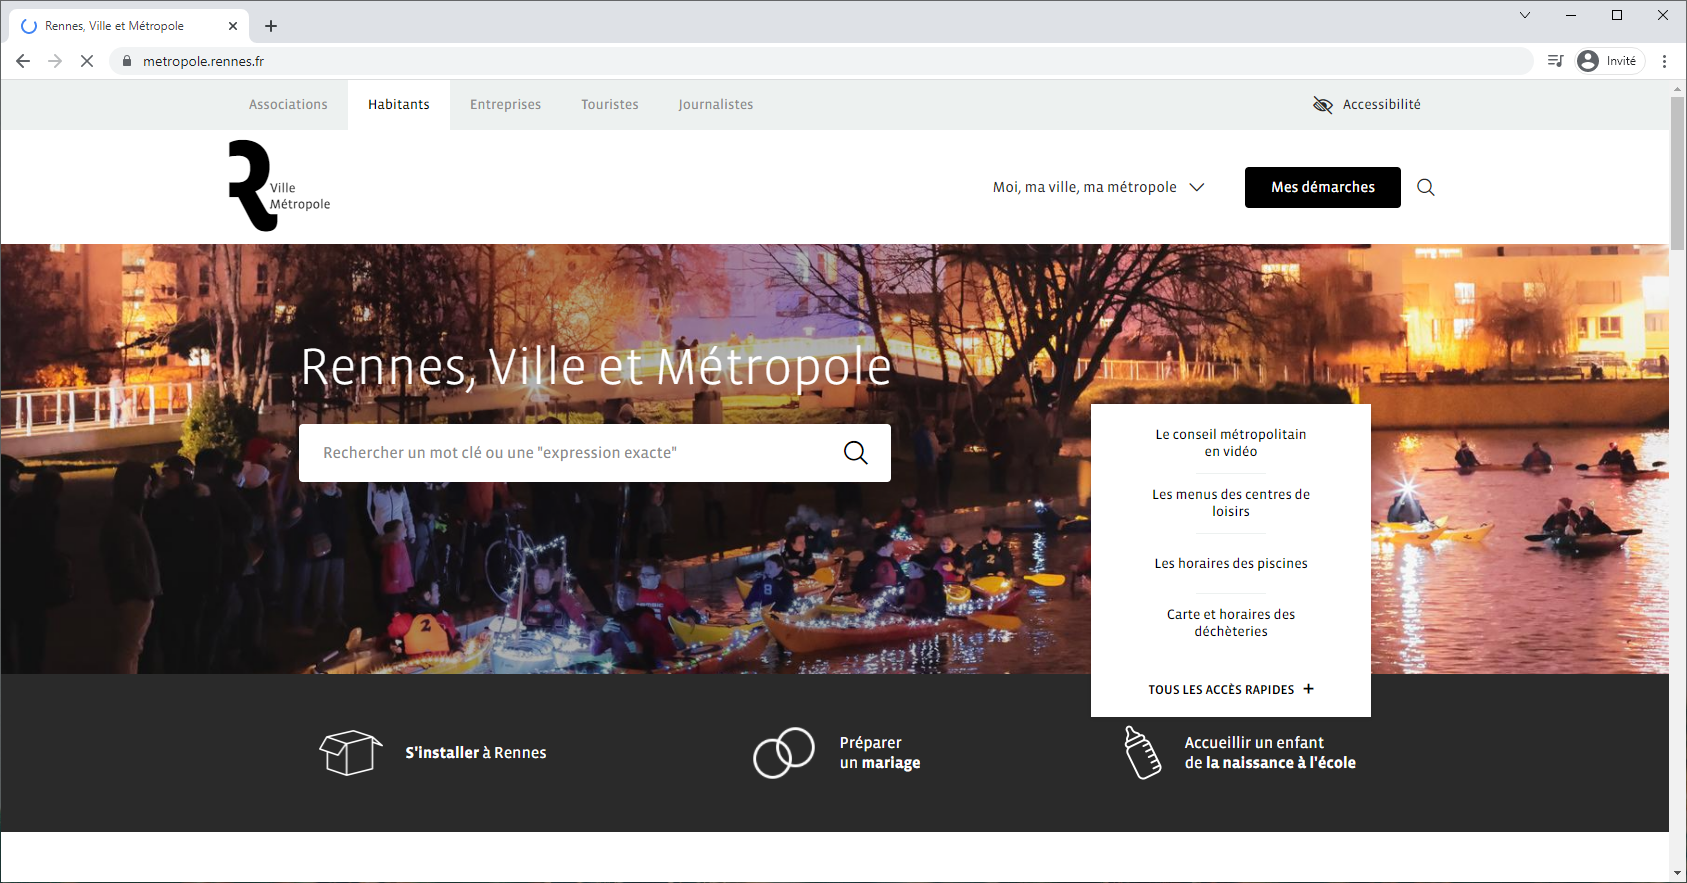 Rennes, Ville et Métropole
metropole.rennes.fr
Invité
Associations
Habitants
Entreprises
Touristes
Journalistes
Accessibilité
Ville
Métropole
Moi, ma ville, ma métropole
Mes démarches
Rennes, Ville et Métropole
Rechercher un mot clé ou une "expression exacte"
Le conseil métropolitain
en vidéo
Les menus des centres de
loisirs
Les horaires des piscines
Carte et horaires des
déchèteries
TOUS LES ACCÈS RAPIDES +
S'installer à Rennes
Préparer
un mariage
Accueillir un enfant
de la naissance à l'école